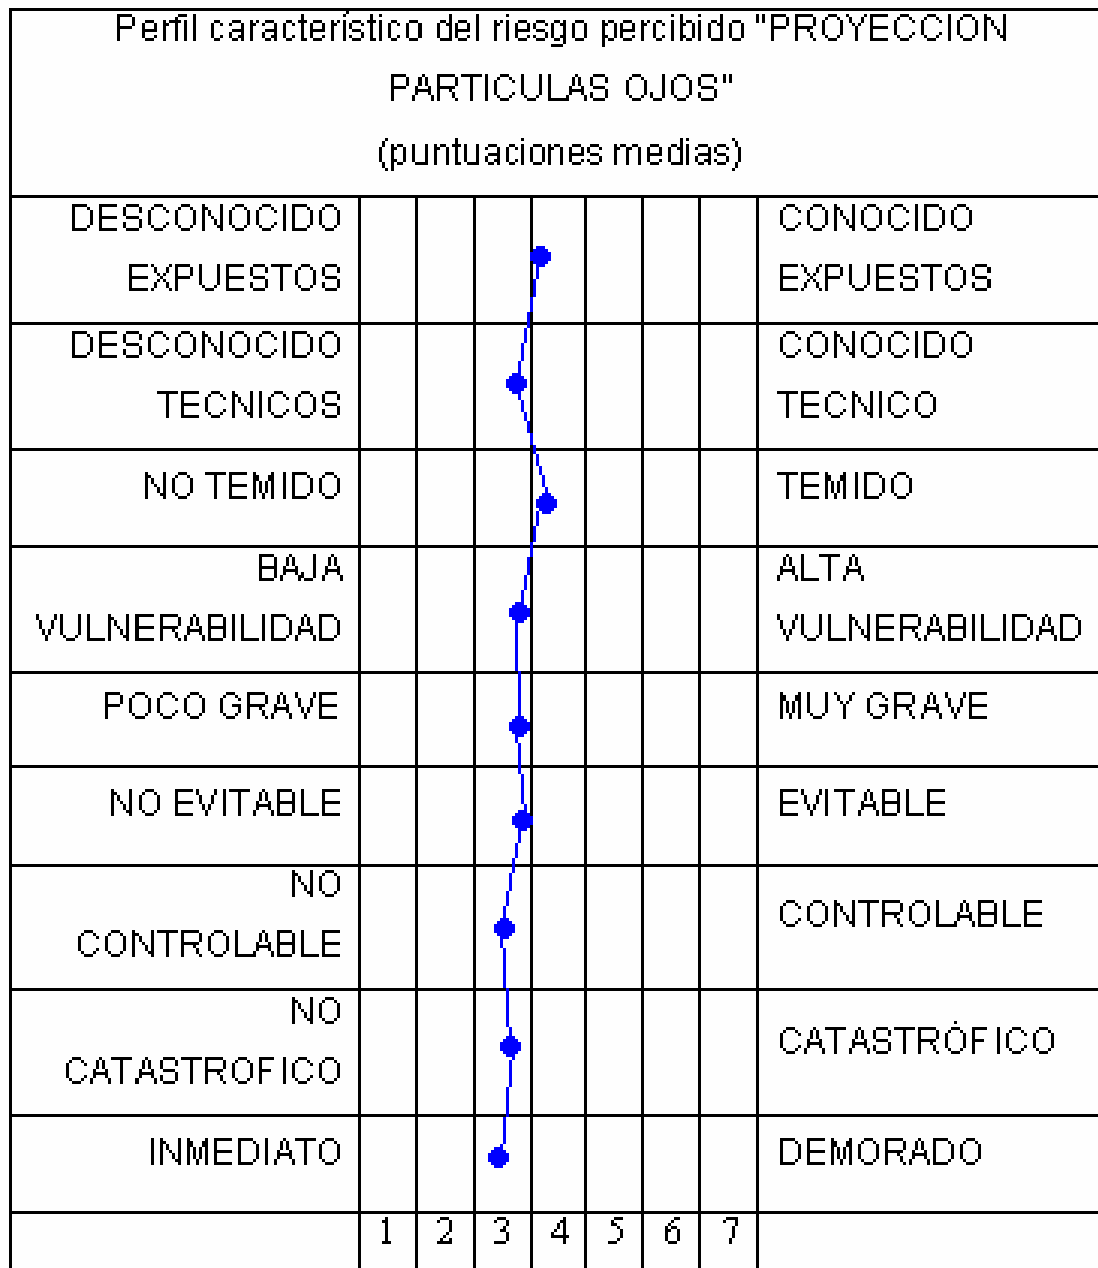 Perfil característico del riesgo percibido "PROYECCION
PARTICULAS OJOS"
(puntuaciones medias)
DESCONOCIDO
EXPUESTOS
CONOCIDO
EXPUESTOS
DESCONOCIDO
TECNICOS
CONOCIDO
TECNICO
NO TEMIDO
TEMIDO
BAJA
VULNERABILIDAD
ALTA
VULNERABILIDAD
POCO GRAVE
MUY GRAVE
NO EVITABLE
EVITABLE
NO
CONTROLABLE
CONTROLABLE
NO
CATASTROFICO
CATASTRÓFICO
INMEDIATO
DEMORADO
1 2 3 4 5 6 7